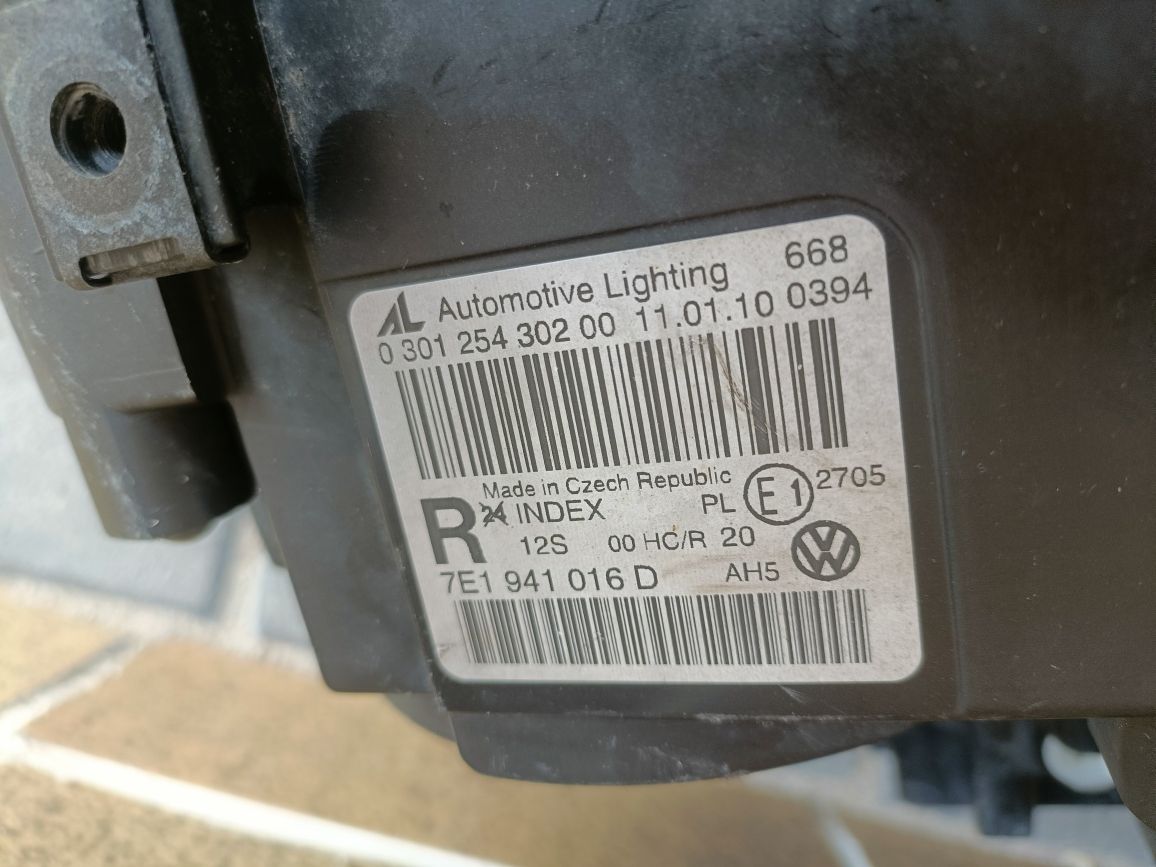 AL Automotive Lighting 668
0 301 254 302 00 11.01.10 0394
Made in Czech Republic
R 24 INDEX PL E1 2705
12S 00 HC/R 20
7E1 941 016 D AH5